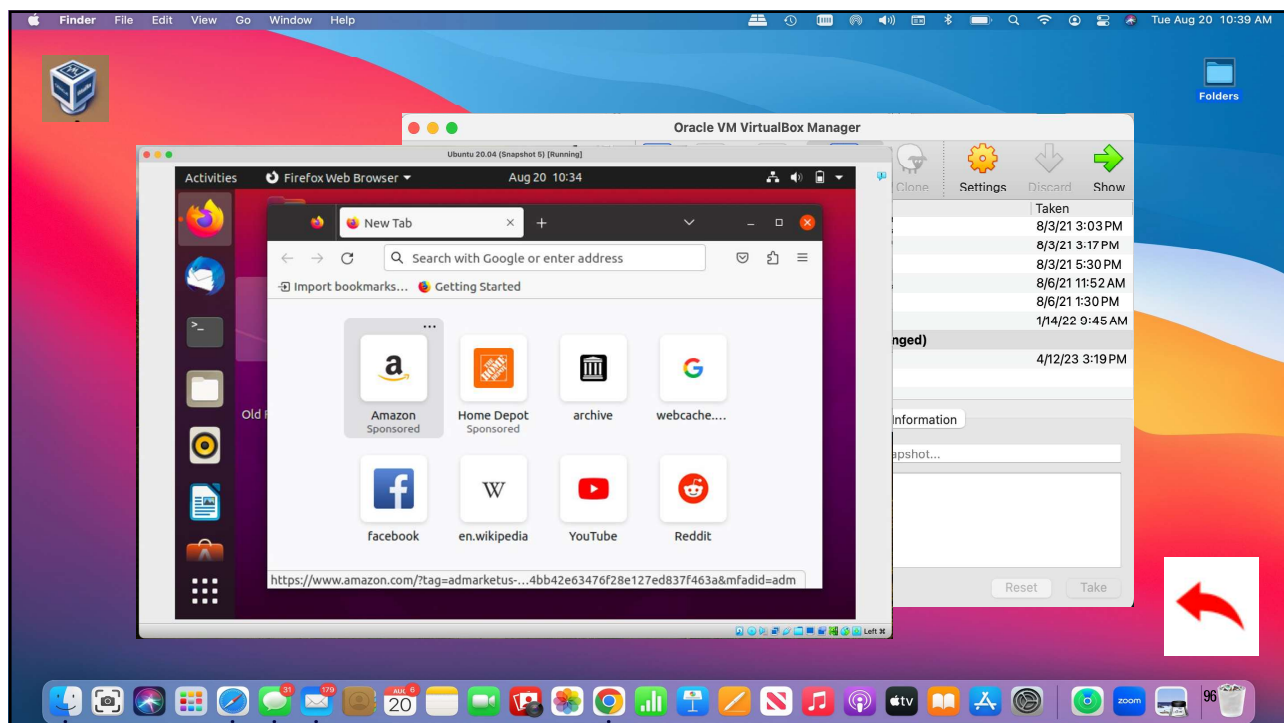 Finder File Edit View Go Window Help Tue Aug 20 10:39 AM
Folders
Oracle VM VirtualBox Manager
Clone Settings Discard Show
Taken
8/3/21 3:03 PM
8/3/21 3:17 PM
8/3/21 5:30 PM
8/6/21 11:52 AM
8/6/21 1:30 PM
1/14/22 9:45 AM
nged)
4/12/23 3:19 PM
Information
apshot...
Reset Take
Ubuntu 20.04 (Snapshot 5) [Running]
Activities Firefox Web Browser Aug 20 10:34
New Tab
Search with Google or enter address
Import bookmarks... Getting Started
Amazon Home Depot archive webcache....
Sponsored Sponsored
facebook en.wikipedia YouTube Reddit
https://www.amazon.com/?tag=admarketus-...4bb42e63476f28e127ed837f463a&mfadid=adm
Old
Left ⌘
31 179 AUG 6 20 tv zoom 96